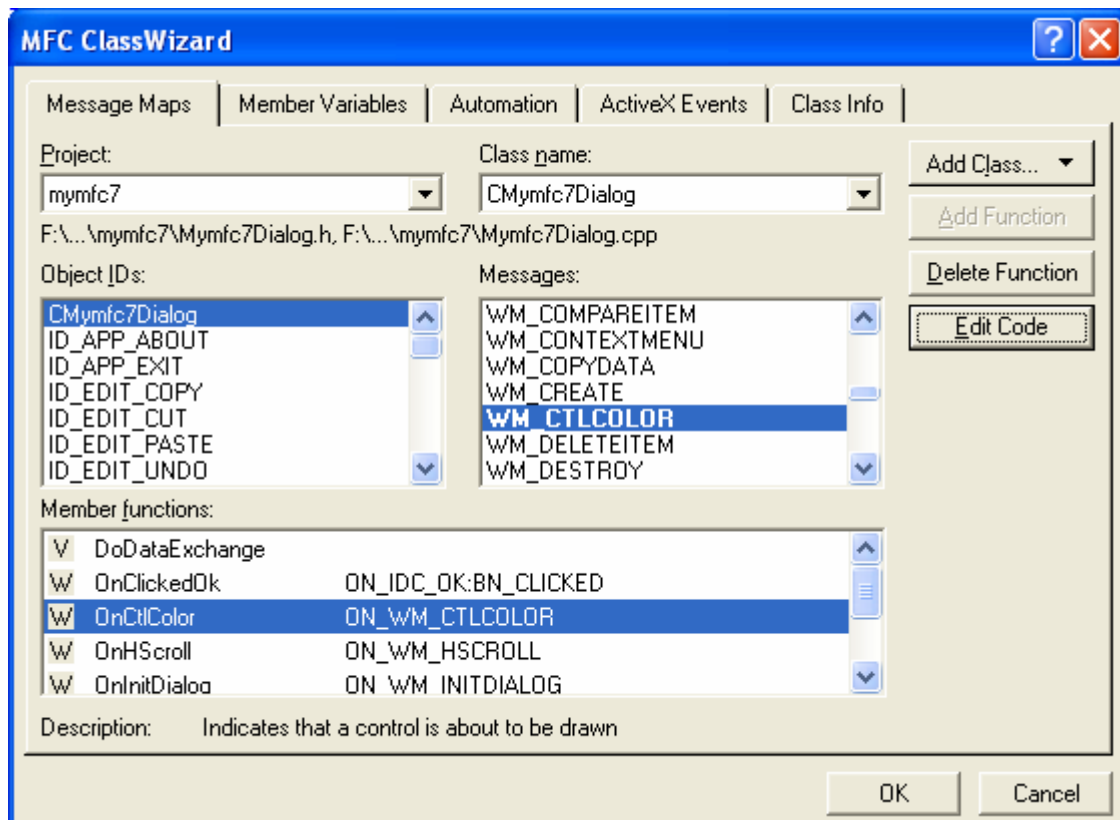 MFC ClassWizard
Message Maps Member Variables Automation ActiveX Events Class Info
Project: Class name:
mymfc7 CMymfc7Dialog
Add Class...
Add Function
F:\...\mymfc7\Mymfc7Dialog.h, F:\...\mymfc7\Mymfc7Dialog.cpp
Delete Function
Edit Code
Object IDs:
CMymfc7Dialog
ID_APP_ABOUT
ID_APP_EXIT
ID_EDIT_COPY
ID_EDIT_CUT
ID_EDIT_PASTE
ID_EDIT_UNDO
Messages:
WM_COMPAREITEM
WM_CONTEXTMENU
WM_COPYDATA
WM_CREATE
WM_CTLCOLOR
WM_DELETEITEM
WM_DESTROY
Member functions:
V DoDataExchange
W OnClickedOk ON_IDC_OK:BN_CLICKED
W OnCtlColor ON_WM_CTLCOLOR
W OnHScroll ON_WM_HSCROLL
W OnInitDialog ON_WM_INITDIALOG
Description: Indicates that a control is about to be drawn
OK Cancel